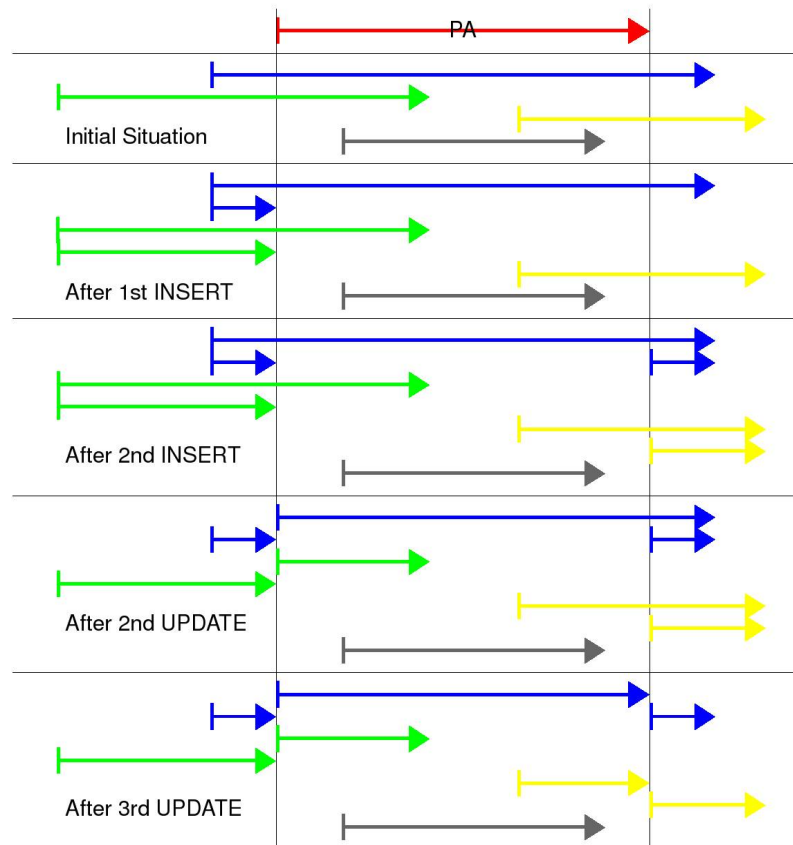 PA
Initial Situation
After 1st INSERT
After 2nd INSERT
After 2nd UPDATE
After 3rd UPDATE